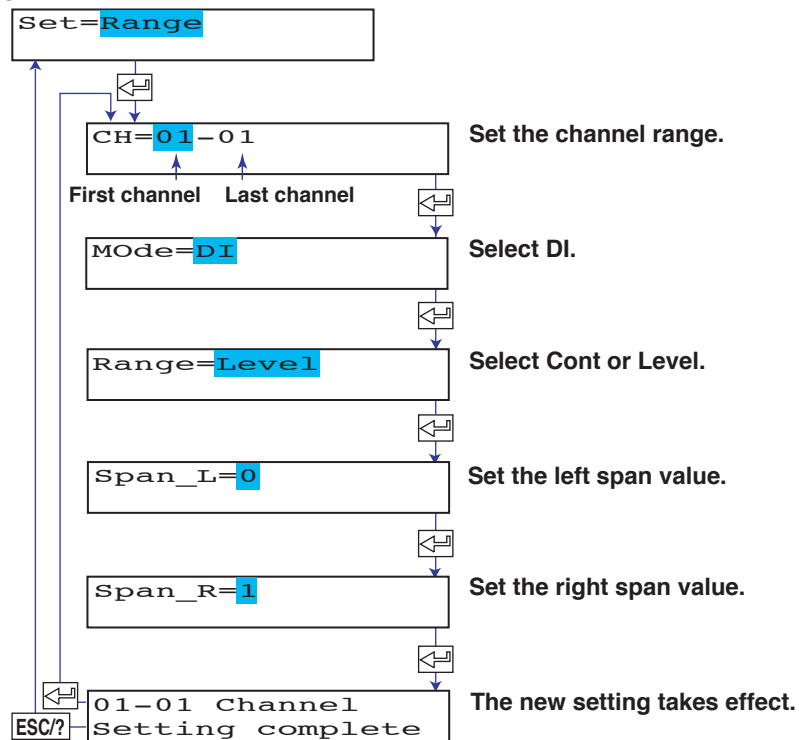 Set=Range
CH=01-01
Set the channel range.
First channel Last channel
MOde=DI
Select DI.
Range=Level
Select Cont or Level.
Span_L=0
Set the left span value.
Span_R=1
Set the right span value.
01-01 Channel
The new setting takes effect.
ESC/?
Setting complete